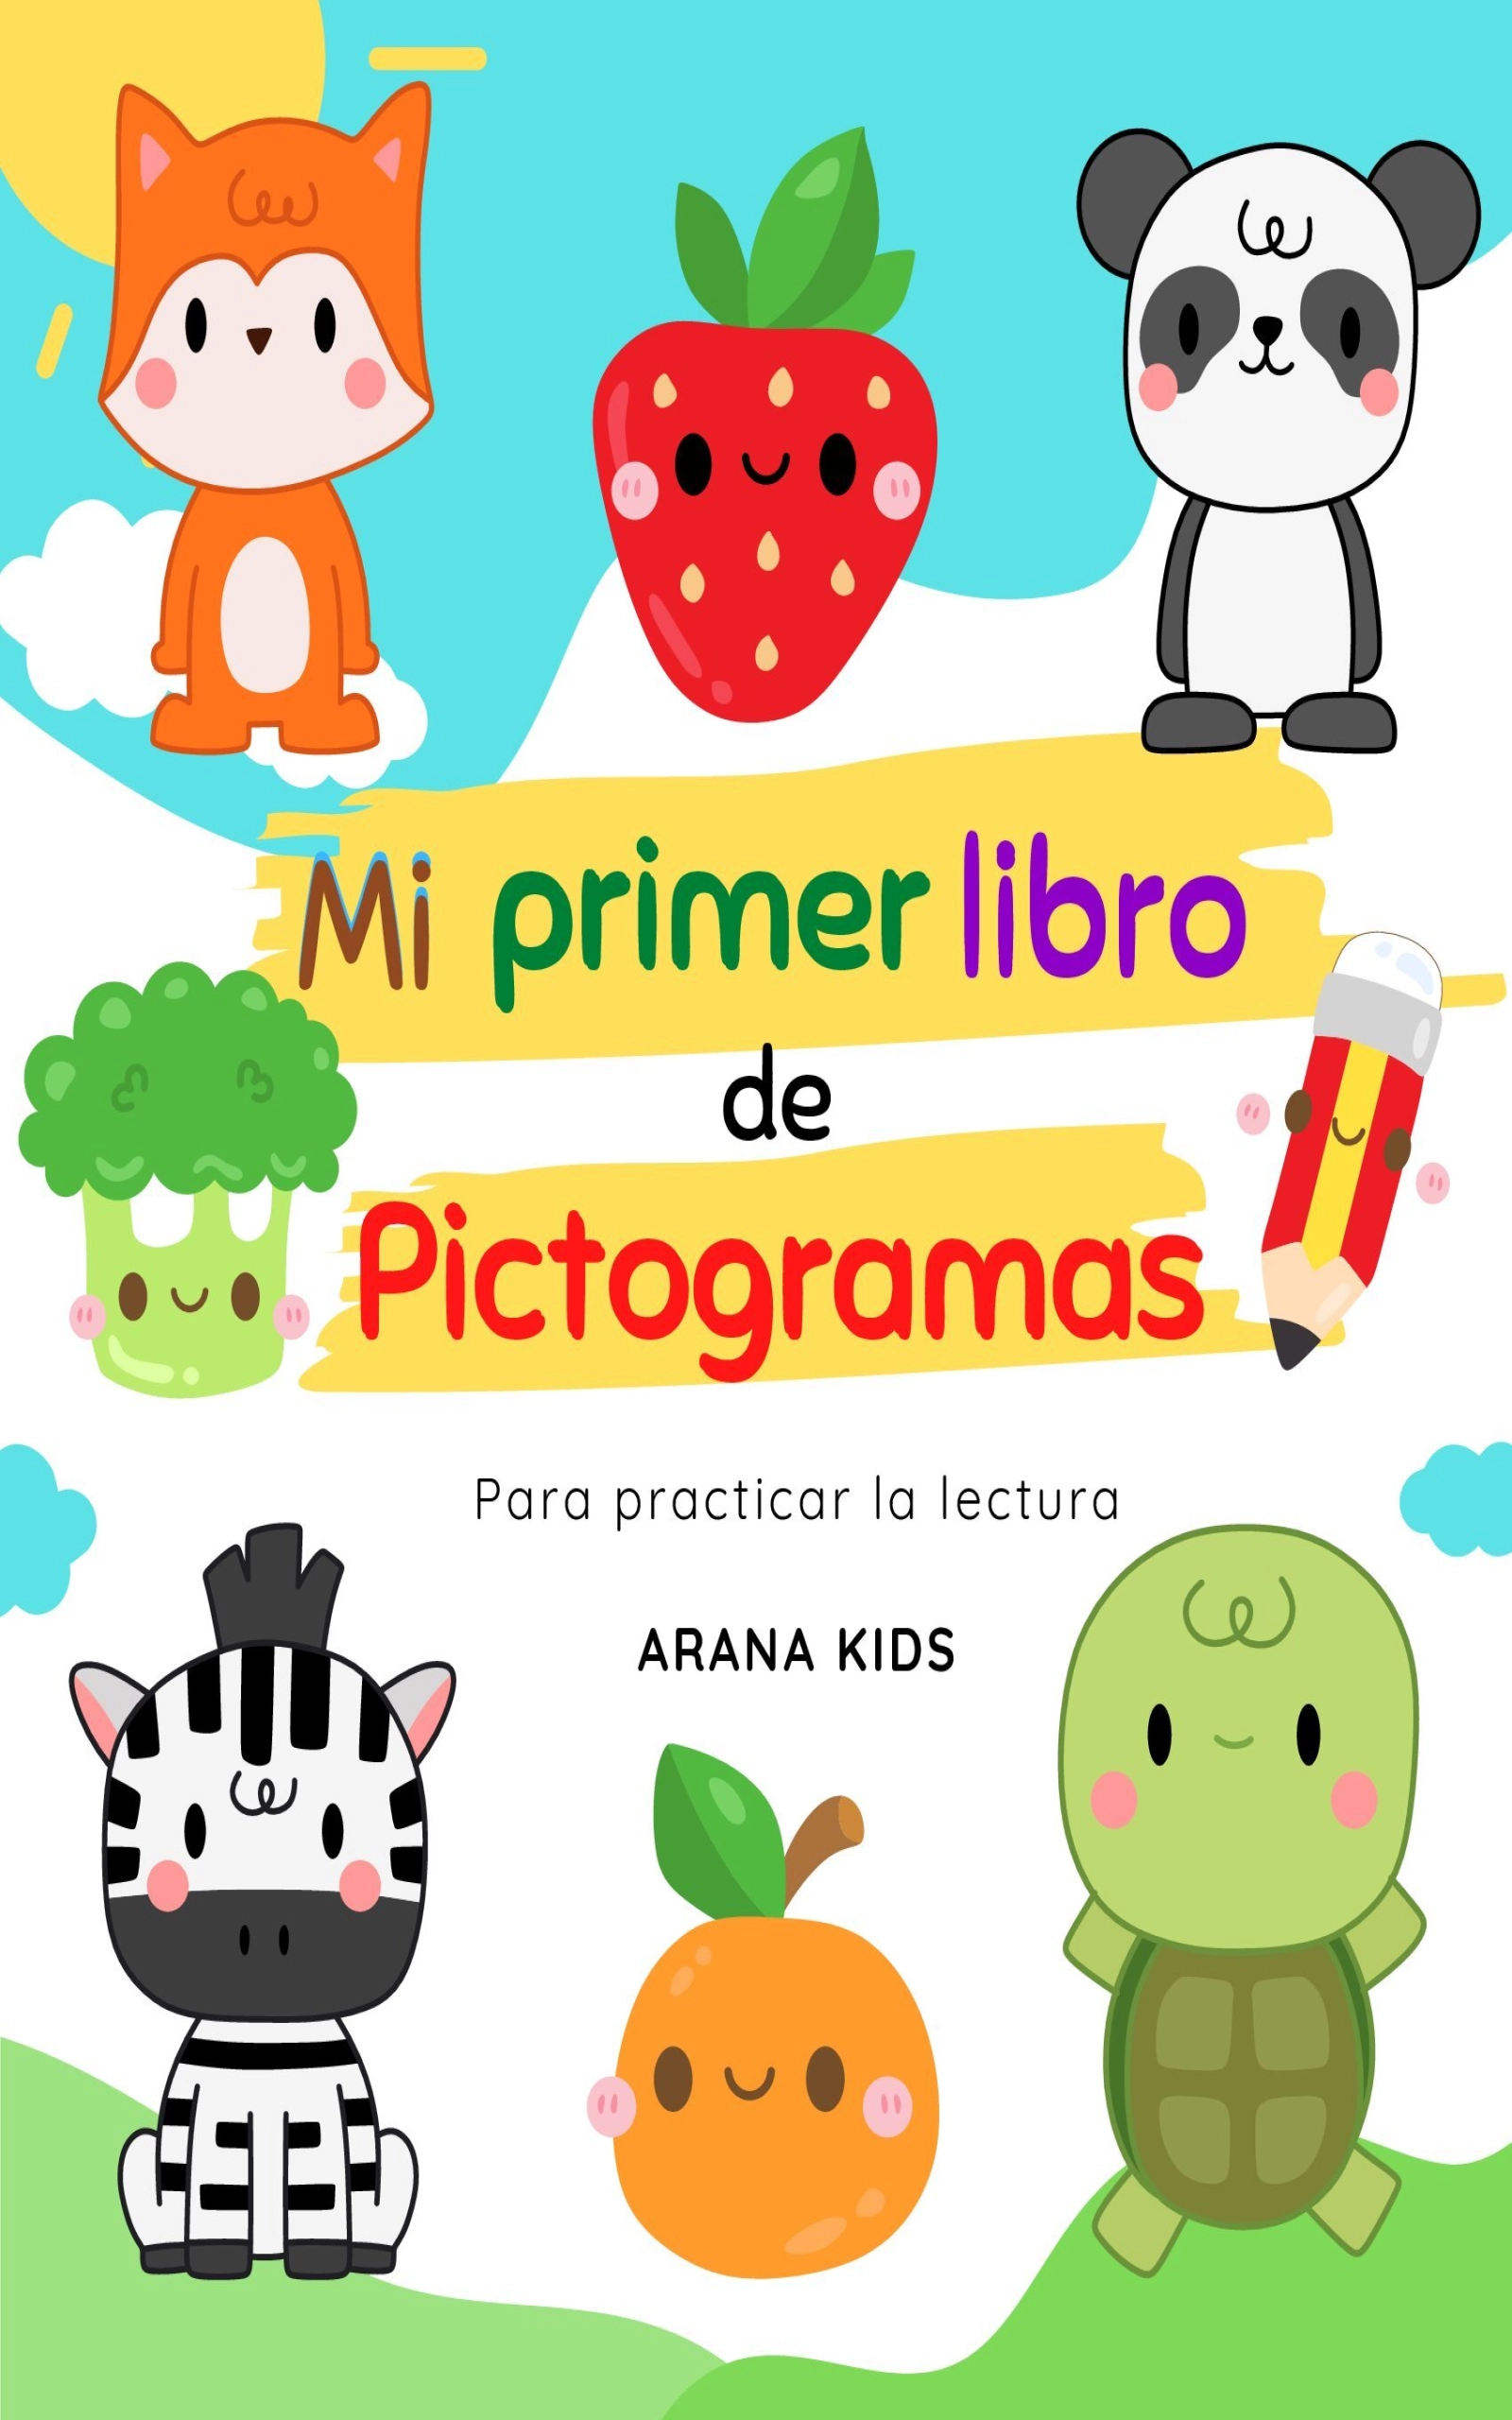 Mi primer libro
de
Pictogramas
Para practicar la lectura
ARANA KIDS